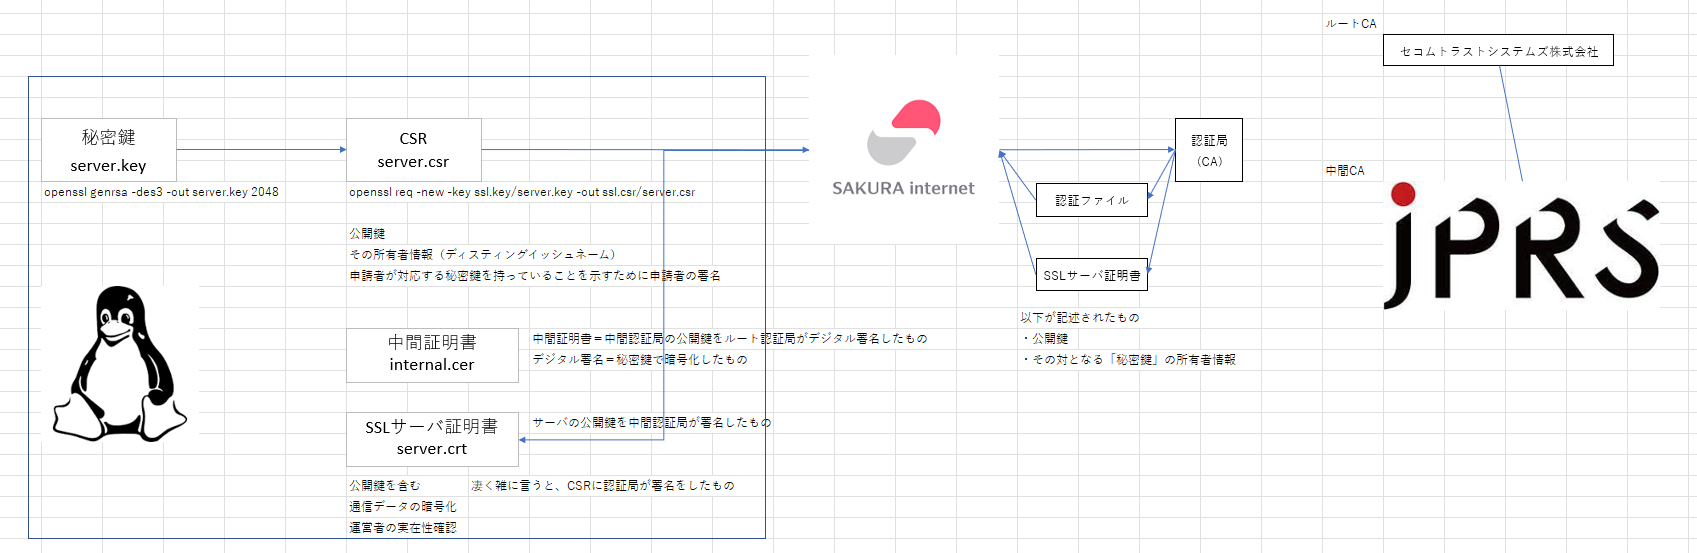 ルートCA
セコムトラストシステムズ株式会社
秘密鍵
server.key
openssl genrsa -des3 -out server.key 2048
CSR
server.csr
openssl req -new -key ssl.key/server.key -out ssl.csr/server.csr
公開鍵
その所有者情報（ディスティングイッシュネーム）
申請者が対応する秘密鍵を持っていることを示すために申請者の署名
SAKURA internet
認証局
（CA）
認証ファイル
SSLサーバ証明書
以下が記述されたもの
・公開鍵
・その対となる「秘密鍵」の所有者情報
中間CA
JPRS
中間証明書
internal.cer
中間証明書＝中間認証局の公開鍵をルート認証局がデジタル署名したもの
デジタル署名＝秘密鍵で暗号化したもの
SSLサーバ証明書
server.crt
サーバの公開鍵を中間認証局が署名したもの
公開鍵を含む
凄く雑に言うと、CSRに認証局が署名をしたもの
通信データの暗号化
運営者の実在性確認